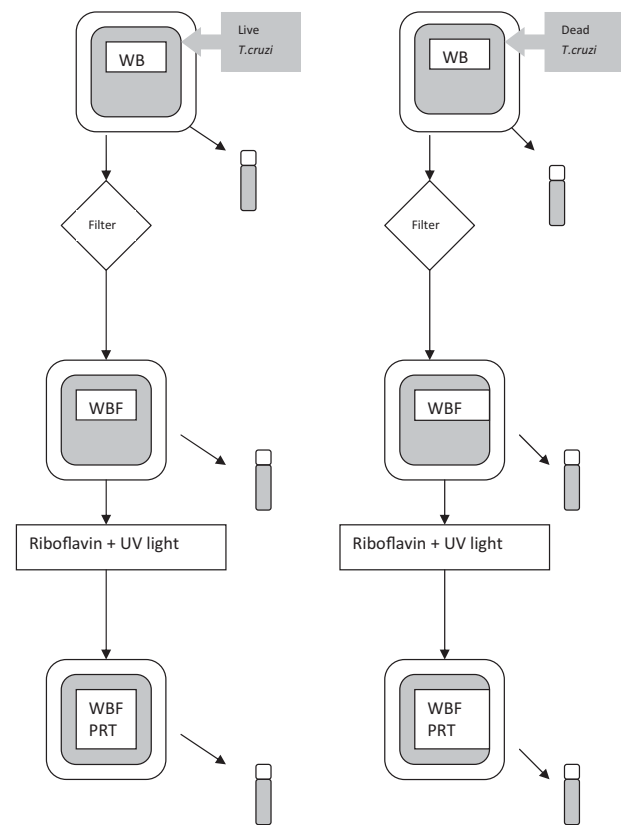 Live
T.cruzi
WB
Dead
T.cruzi
WB
Filter
Filter
WBF
WBF
Riboflavin + UV light
Riboflavin + UV light
WBF
PRT
WBF
PRT